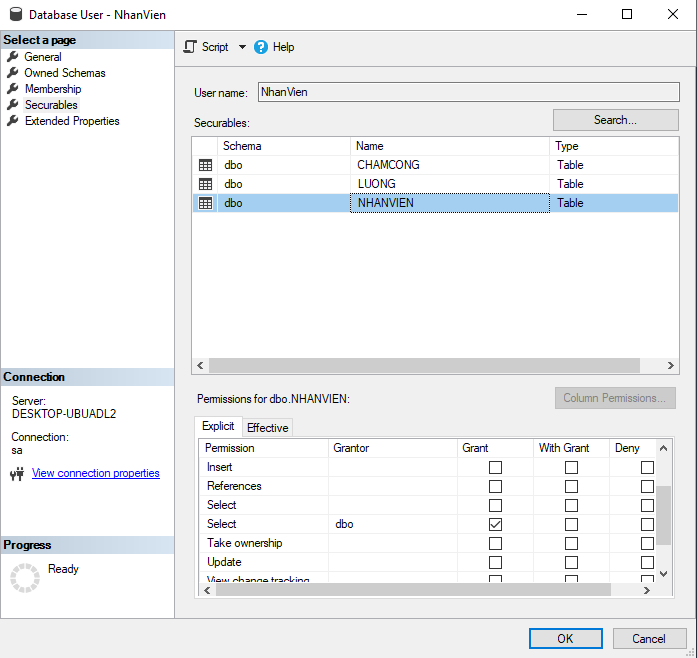 Database User - NhanVien
Select a page
General
Owned Schemas
Membership
Securables
Extended Properties
Script
Help
User name: NhanVien
Securables: Search...
Schema Name Type
dbo CHAMCONG Table
dbo LUONG Table
dbo NHANVIEN Table
Connection
Server:
DESKTOP-UBUADL2
Connection:
sa
View connection properties
Progress
Ready
Permissions for dbo.NHANVIEN: Column Permissions...
Explicit Effective
Permission Grantor Grant With Grant Deny
Insert
References
Select
Select dbo
Take ownership
Update
View change tracking
OK Cancel